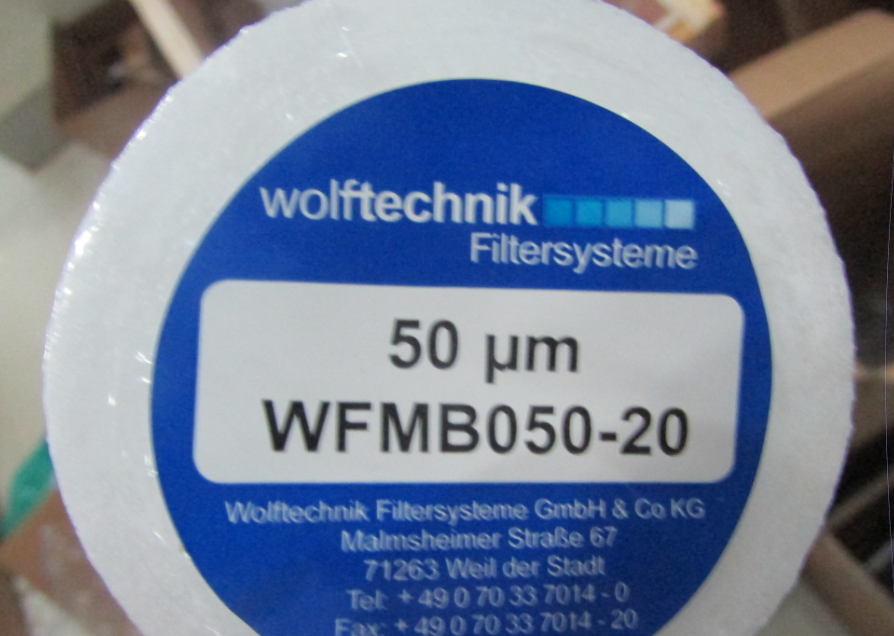 wolftechnik
Filtersysteme
50 µm
WFMB050-20
Wolftechnik Filtersysteme GmbH & Co KG
Malmsheimer Straße 67
71263 Weil der Stadt
Tel: + 49 0 70 33 7014 - 0
Fax: + 49 0 70 33 7014 - 20